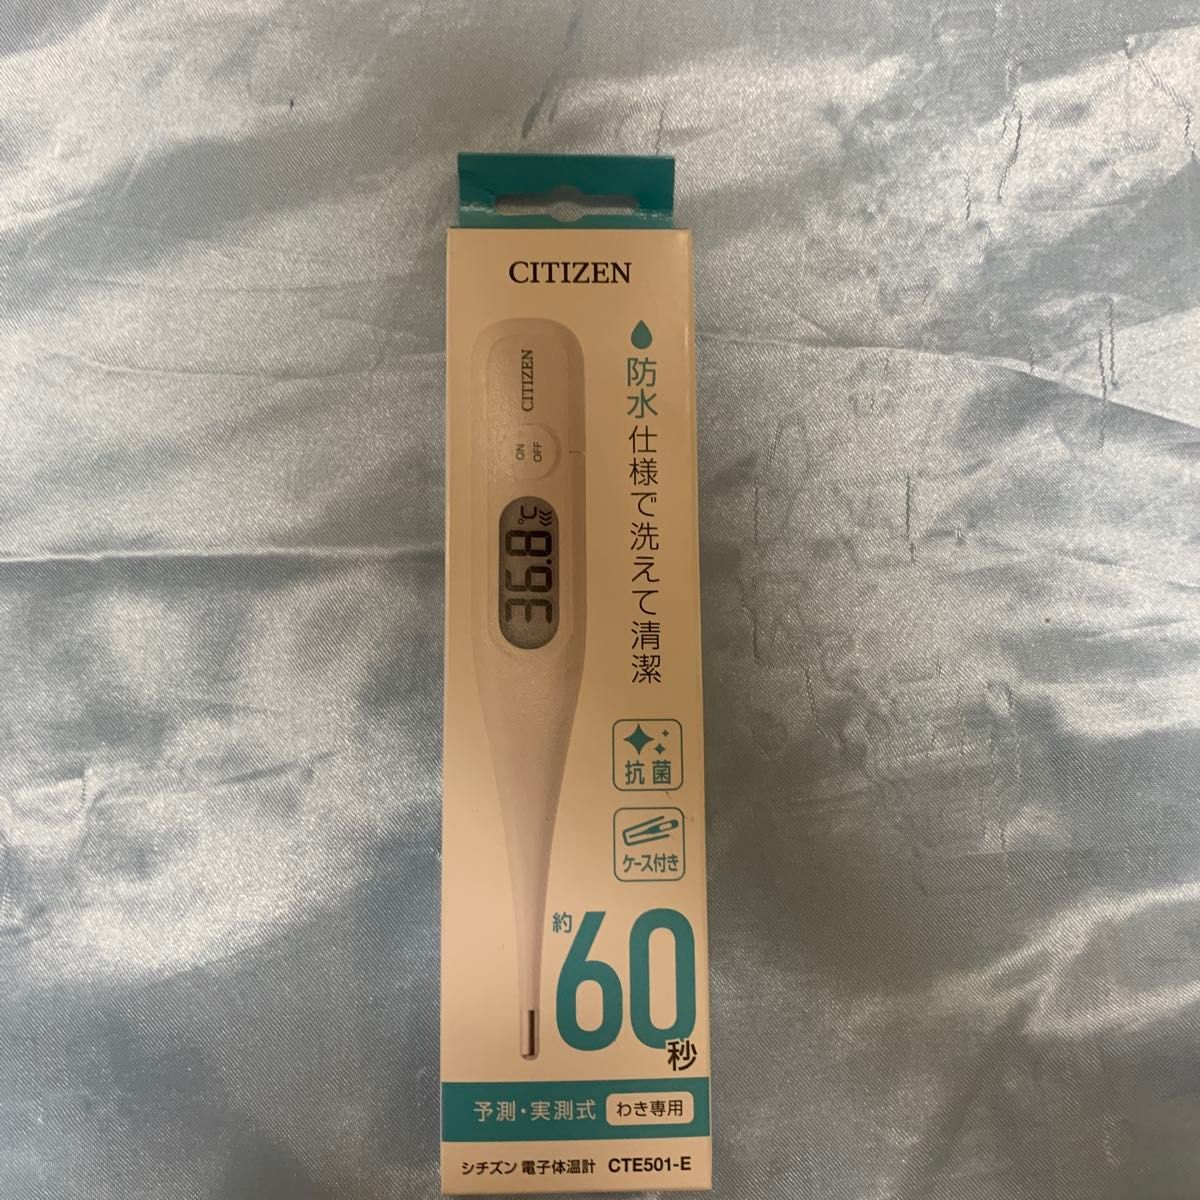 CITIZEN
防水仕様で洗えて清潔
CITIZEN
ON
OFF
36.8℃
抗菌
ケース付き
約60秒
予測・実測式 わき専用
シチズン 電子体温計 CTE501-E